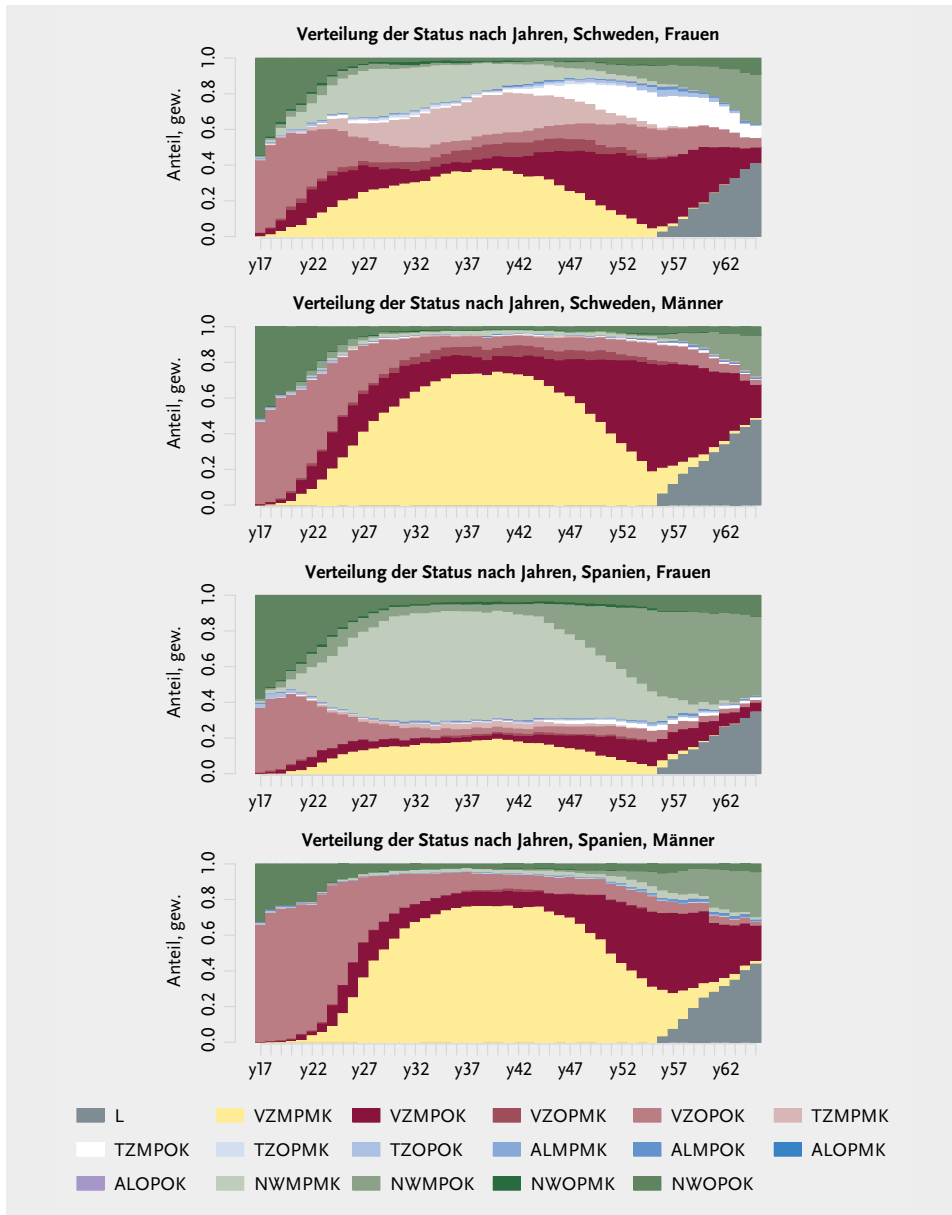 Verteilung der Status nach Jahren, Schweden, Frauen
Anteil, gew.
1.0
0.8
0.6
0.4
0.2
0.0
y17 y22 y27 y32 y37 y42 y47 y52 y57 y62
Verteilung der Status nach Jahren, Schweden, Männer
Anteil, gew.
1.0
0.8
0.6
0.4
0.2
0.0
y17 y22 y27 y32 y37 y42 y47 y52 y57 y62
Verteilung der Status nach Jahren, Spanien, Frauen
Anteil, gew.
1.0
0.8
0.6
0.4
0.2
0.0
y17 y22 y27 y32 y37 y42 y47 y52 y57 y62
Verteilung der Status nach Jahren, Spanien, Männer
Anteil, gew.
1.0
0.8
0.6
0.4
0.2
0.0
y17 y22 y27 y32 y37 y42 y47 y52 y57 y62
L VZMPMK VZMPOK VZOPMK VZOPOK TZMPMK
TZMPOK TZOPMK TZOPOK ALMPMK ALMPOK ALOPMK
ALOPOK NWMPMK NWMPOK NWOPMK NWOPOK